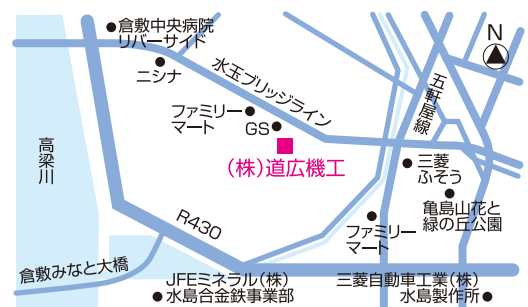 倉敷中央病院
リバーサイド
N
ニシナ
水玉ブリッジライン
五軒屋線
ファミリー
マート
GS
高梁川
(株)道広機工
三菱
ふそう
亀島山花と
緑の丘公園
R430
ファミリー
マート
倉敷みなと大橋
JFEミネラル(株)
水島合金鉄事業部
三菱自動車工業(株)
水島製作所